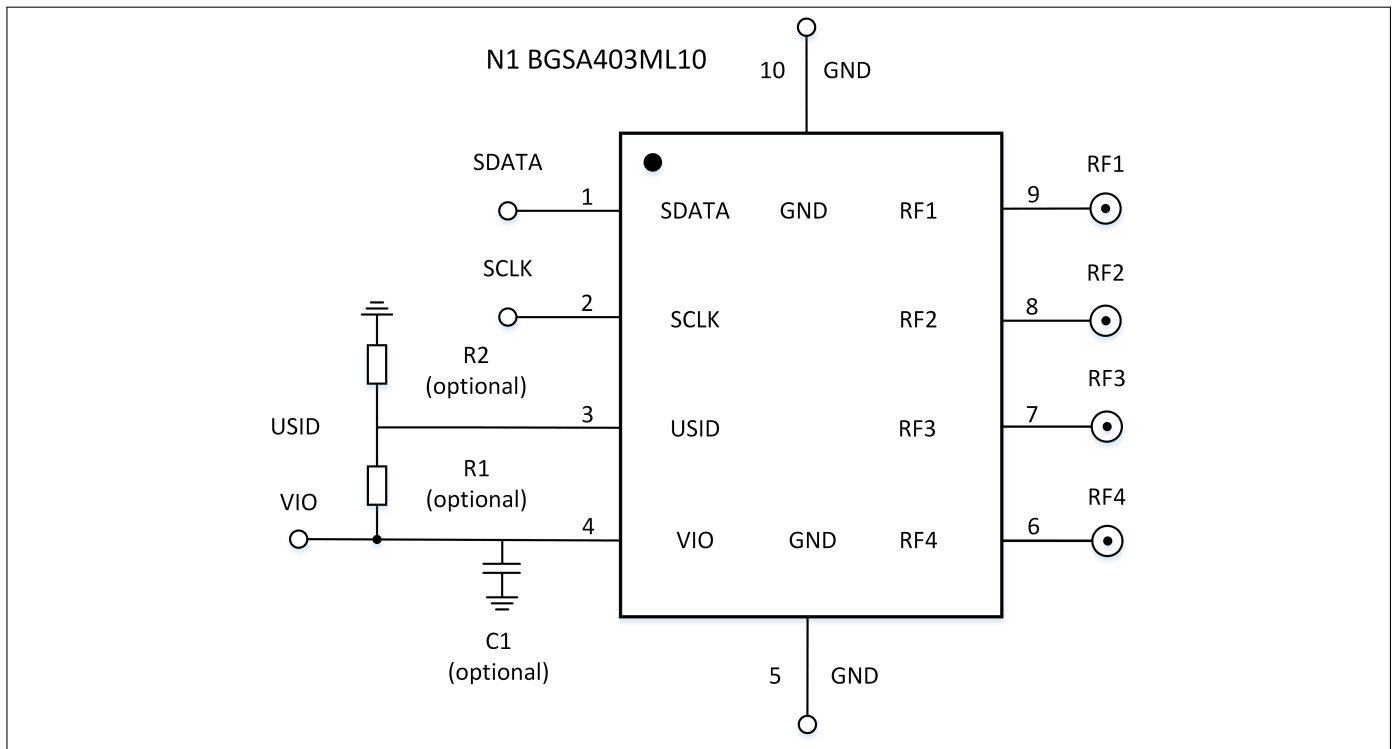 N1 BGSA403ML10
10 GND
SDATA
1
SDATA GND RF1
9
RF1
SCLK
2
SCLK
RF2
8
RF2
R2
(optional)
USID
3
USID
RF3
7
RF3
R1
(optional)
VIO
4
VIO GND RF4
6
RF4
C1
(optional)
5 GND